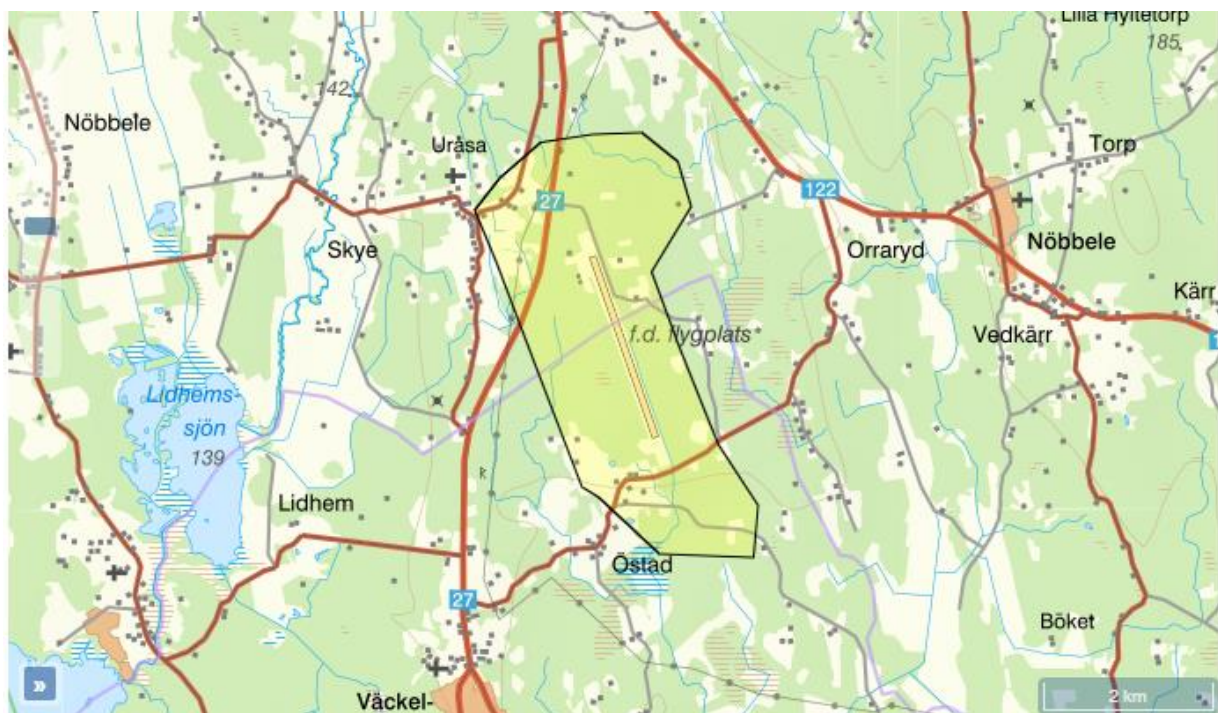 Lilla Hyltetorp
185
142
Nöbbele
Uråsa
Torp
122
27
Skye
Orraryd
Nöbbele
Kärr
f.d. flygplats
Vedkärr
Lidhems-
sjön
139
Lidhem
Östad
27
Böket
»
2 km
Väckel-